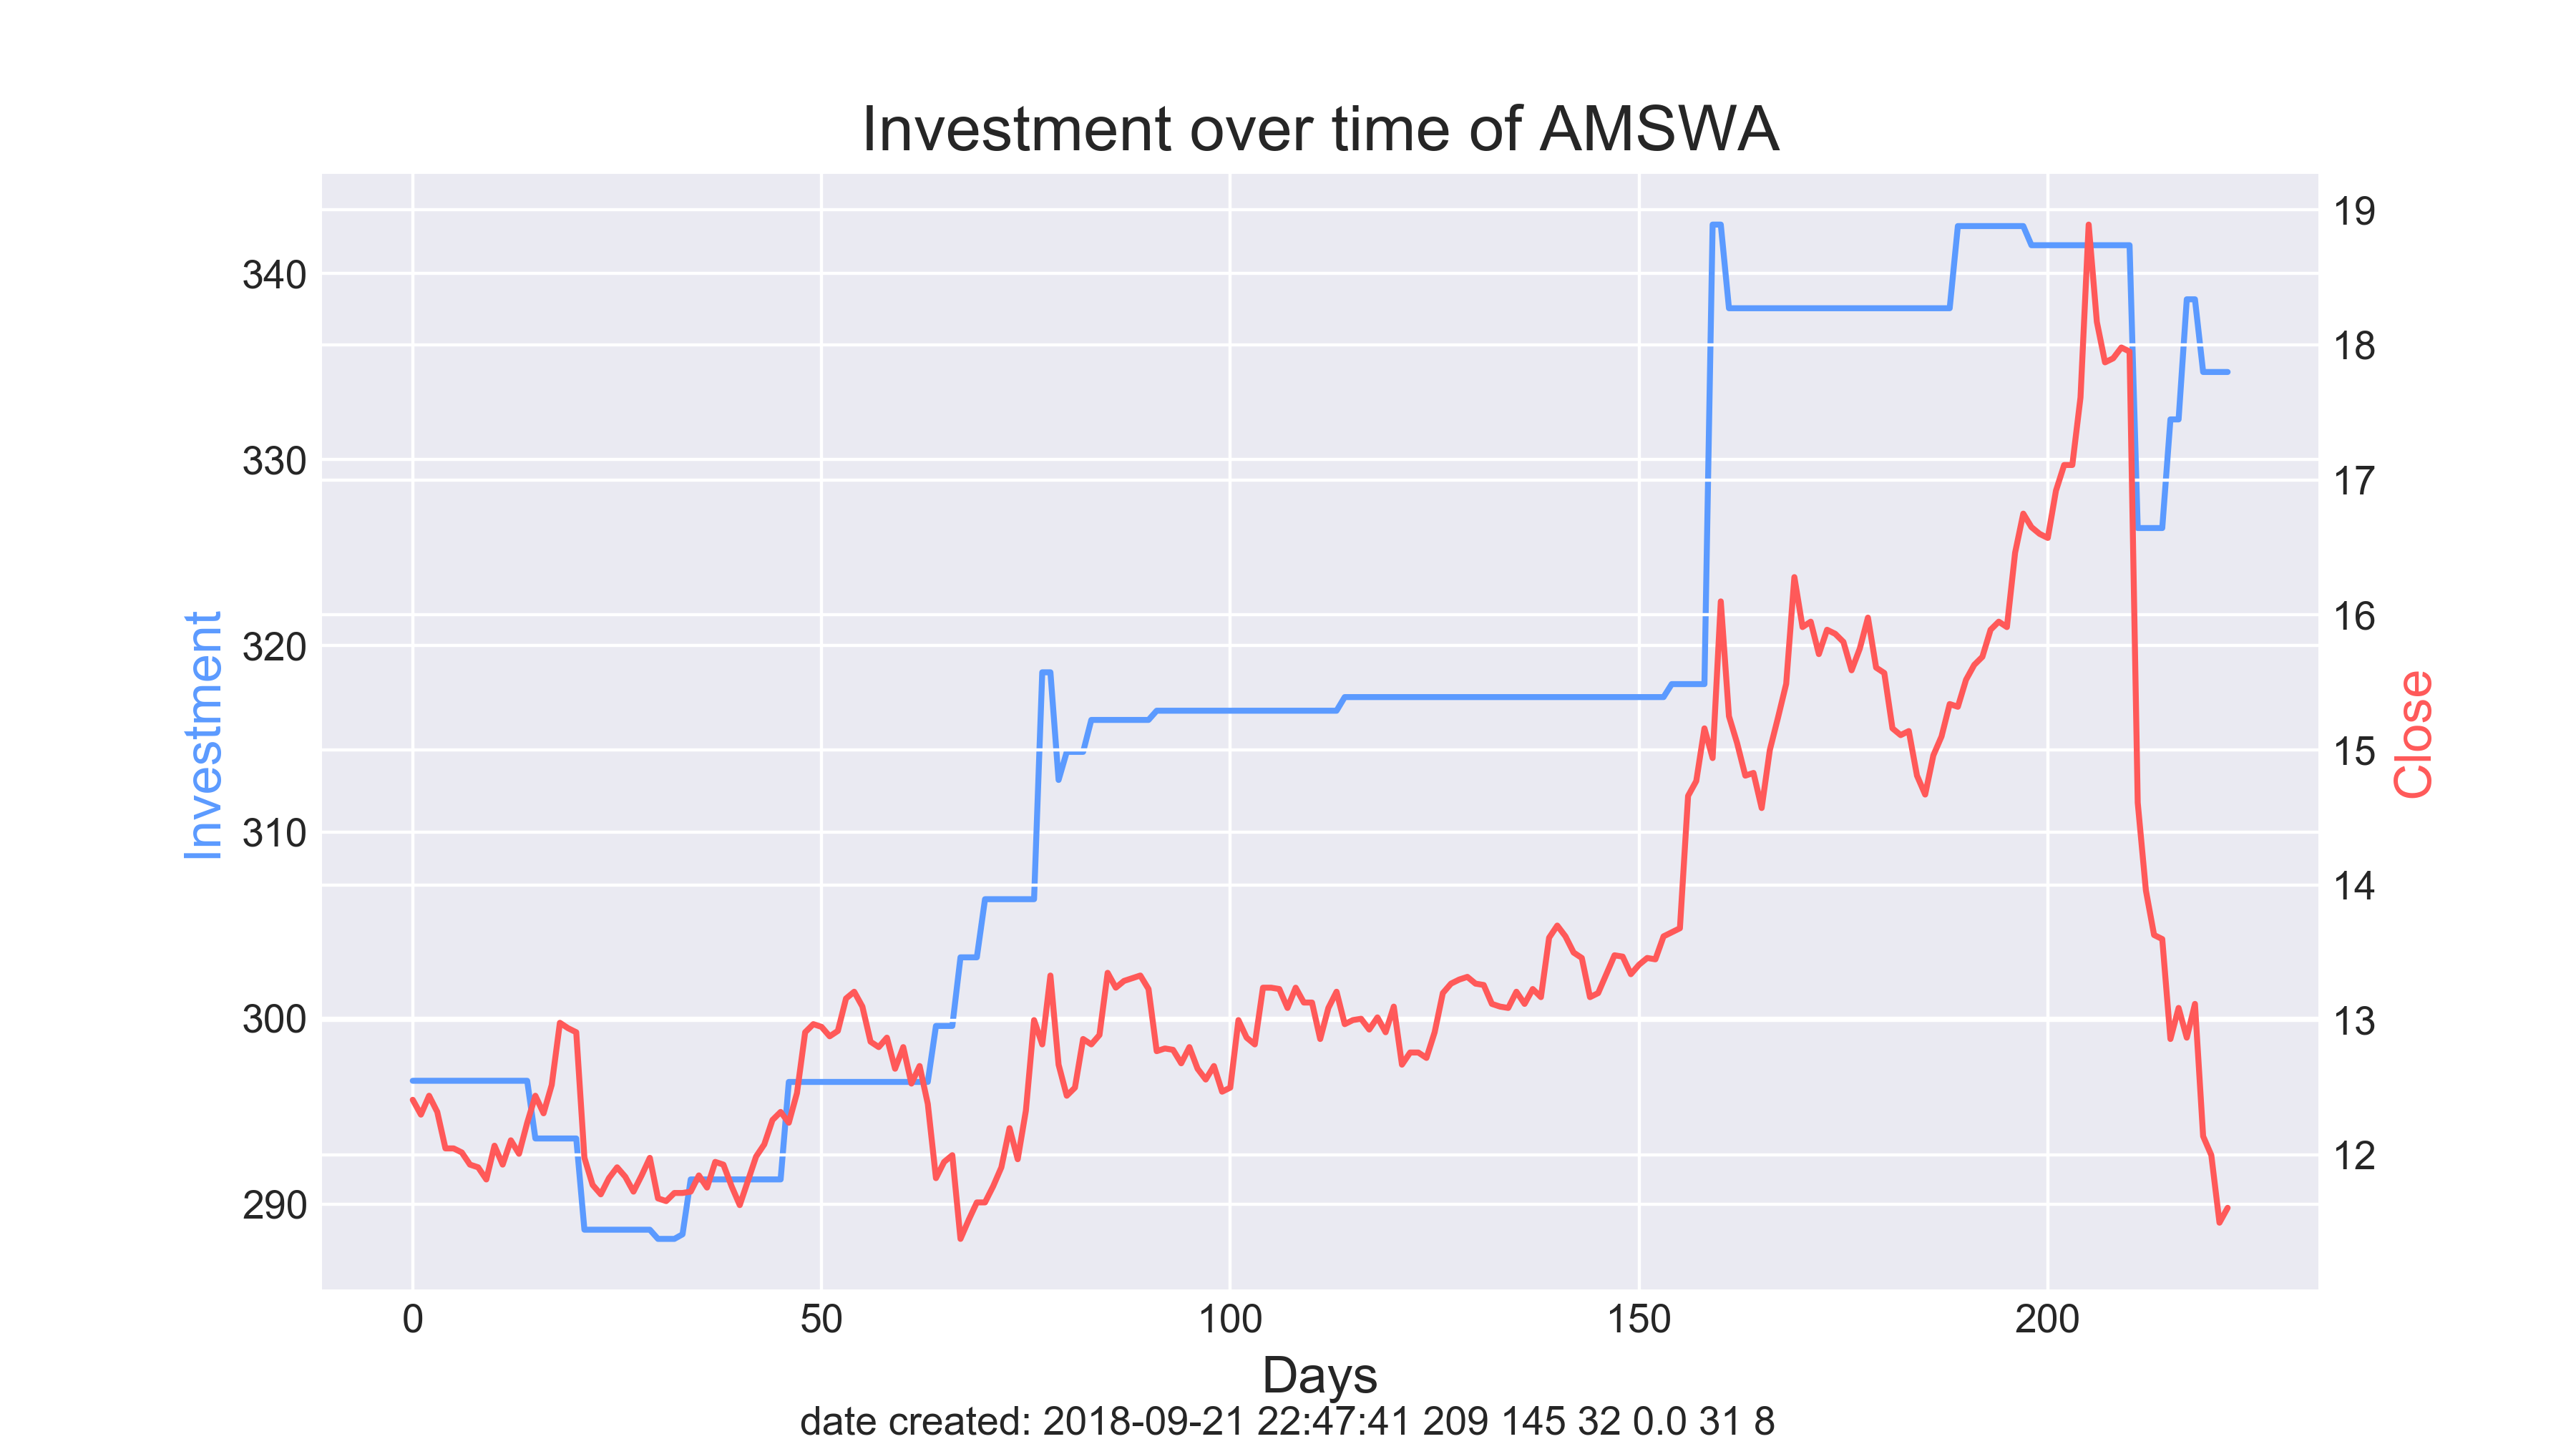 Investment over time of AMSWA
Investment
340
330
320
310
300
290
19
18
17
16
15
14
13
12
Close
0 50 100 150 200
Days
date created: 2018-09-21 22:47:41 209 145 32 0.0 31 8